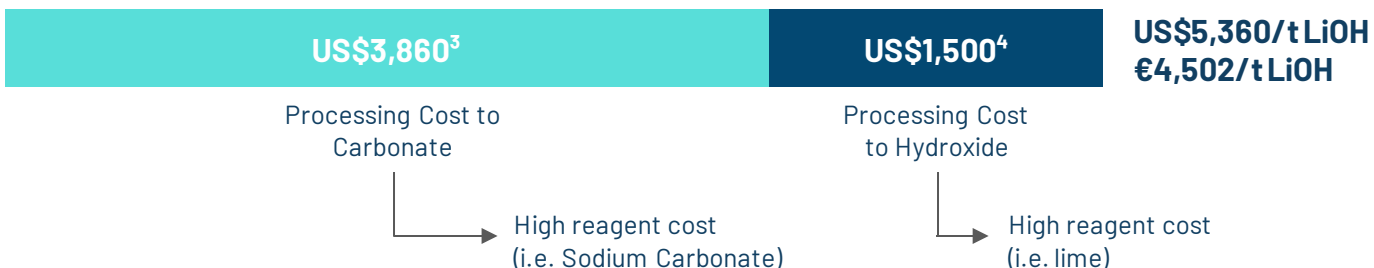 US$3,860³
US$1,500⁴
US$5,360/t LiOH
€4,502/t LiOH
Processing Cost to
Carbonate
Processing Cost
to Hydroxide
High reagent cost
(i.e. Sodium Carbonate)
High reagent cost
(i.e. lime)